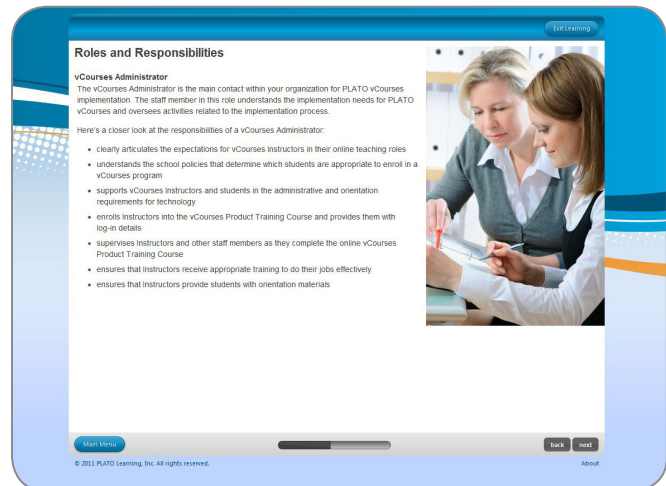 Exit Learning
Roles and Responsibilities
vCourses Administrator
The vCourses Administrator is the main contact within your organization for PLATO vCourses
implementation. The staff member in this role understands the implementation needs for PLATO
vCourses and oversees activities related to the implementation process.
Here's a closer look at the responsibilities of a vCourses Administrator:
• clearly articulates the expectations for vCourses Instructors in their online teaching roles
• understands the school policies that determine which students are appropriate to enroll in a
vCourses program
• supports vCourses Instructors and students in the administrative and orientation
requirements for technology
• enrolls Instructors into the vCourses Product Training Course and provides them with
log-in details
• supervises Instructors and other staff members as they complete the online vCourses
Product Training Course
• ensures that Instructors receive appropriate training to do their jobs effectively
• ensures that Instructors provide students with orientation materials
Main Menu
back next
© 2011 PLATO Learning, Inc. All rights reserved.
About